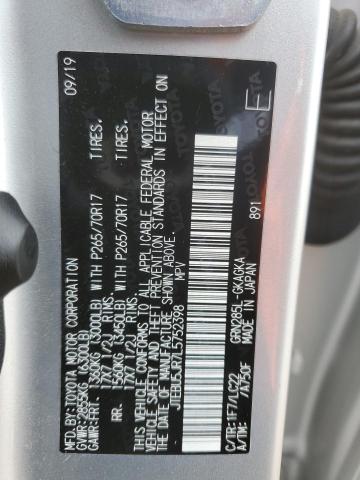 MFD. BY: TOYOTA MOTOR CORPORATION 09/19
GVWR: 2855KG ( 6300LB)
GAWR: FRT. 1360KG (3000LB) WITH P265/70R17 TIRES,
17X7 1/2J RIMS.
RR. 1560KG (3450LB) WITH P265/70R17 TIRES,
17X7 1/2J RIMS.
THIS VEHICLE CONFORMS TO ALL APPLICABLE FEDERAL MOTOR
VEHICLE SAFETY AND THEFT PREVENTION STANDARDS IN EFFECT ON
THE DATE OF MANUFACTURE SHOWN ABOVE.
JTEBU5JR7L5752398 MPV
C/TR: 1F7/LC22 GRN285L-GKAGKA
A/TM: /A750F MADE IN JAPAN
891
E